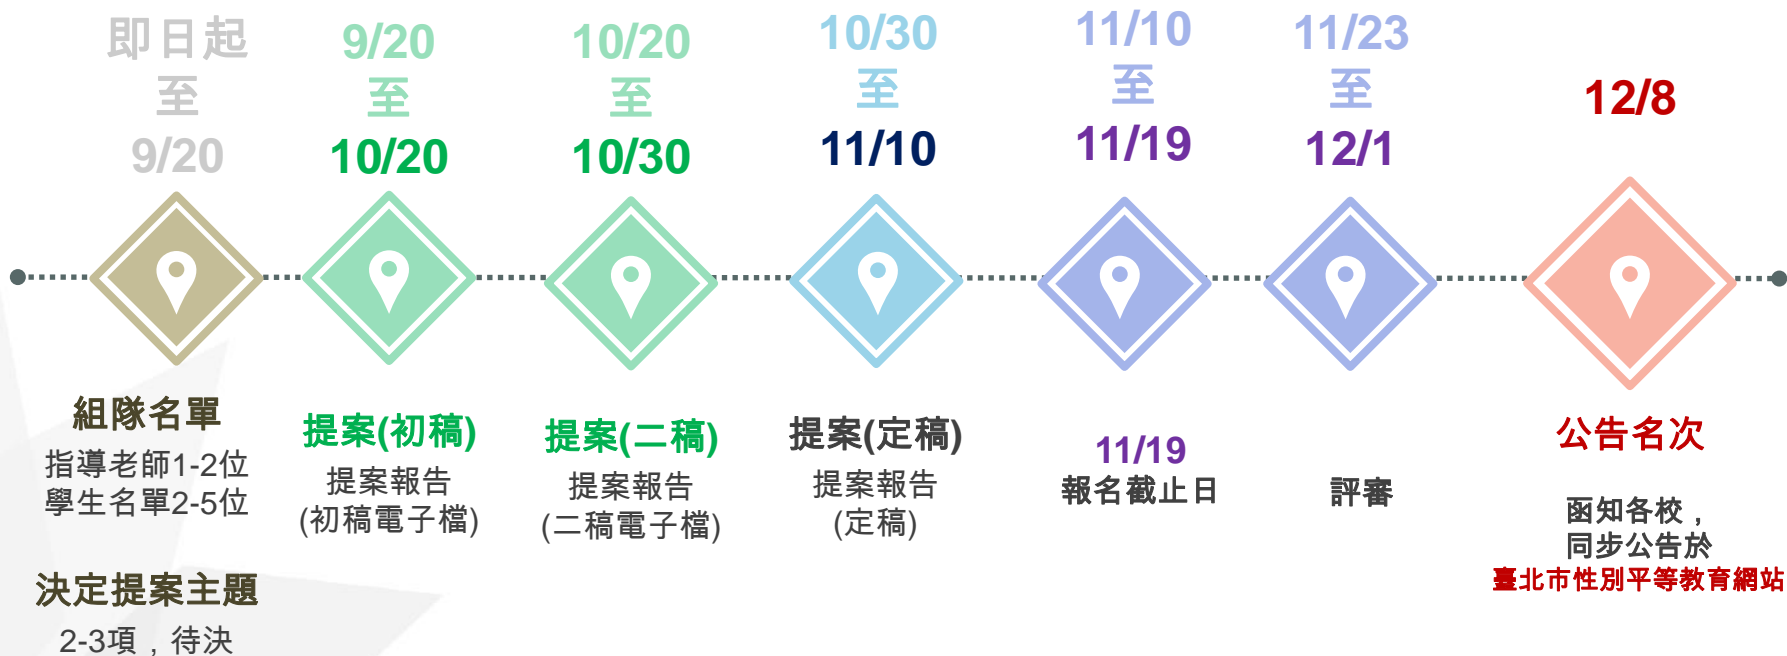 即日起
至
9/20
組隊名單
指導老師1-2位
學生名單2-5位
決定提案主題
2-3項，待決
9/20
至
10/20
提案(初稿)
提案報告
(初稿電子檔)
10/20
至
10/30
提案(二稿)
提案報告
(二稿電子檔)
10/30
至
11/10
提案(定稿)
提案報告
(定稿)
11/10
至
11/19
11/19
報名截止日
11/23
至
12/1
評審
12/8
公告名次
函知各校，
同步公告於
臺北市性別平等教育網站